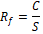 R_f = C/S